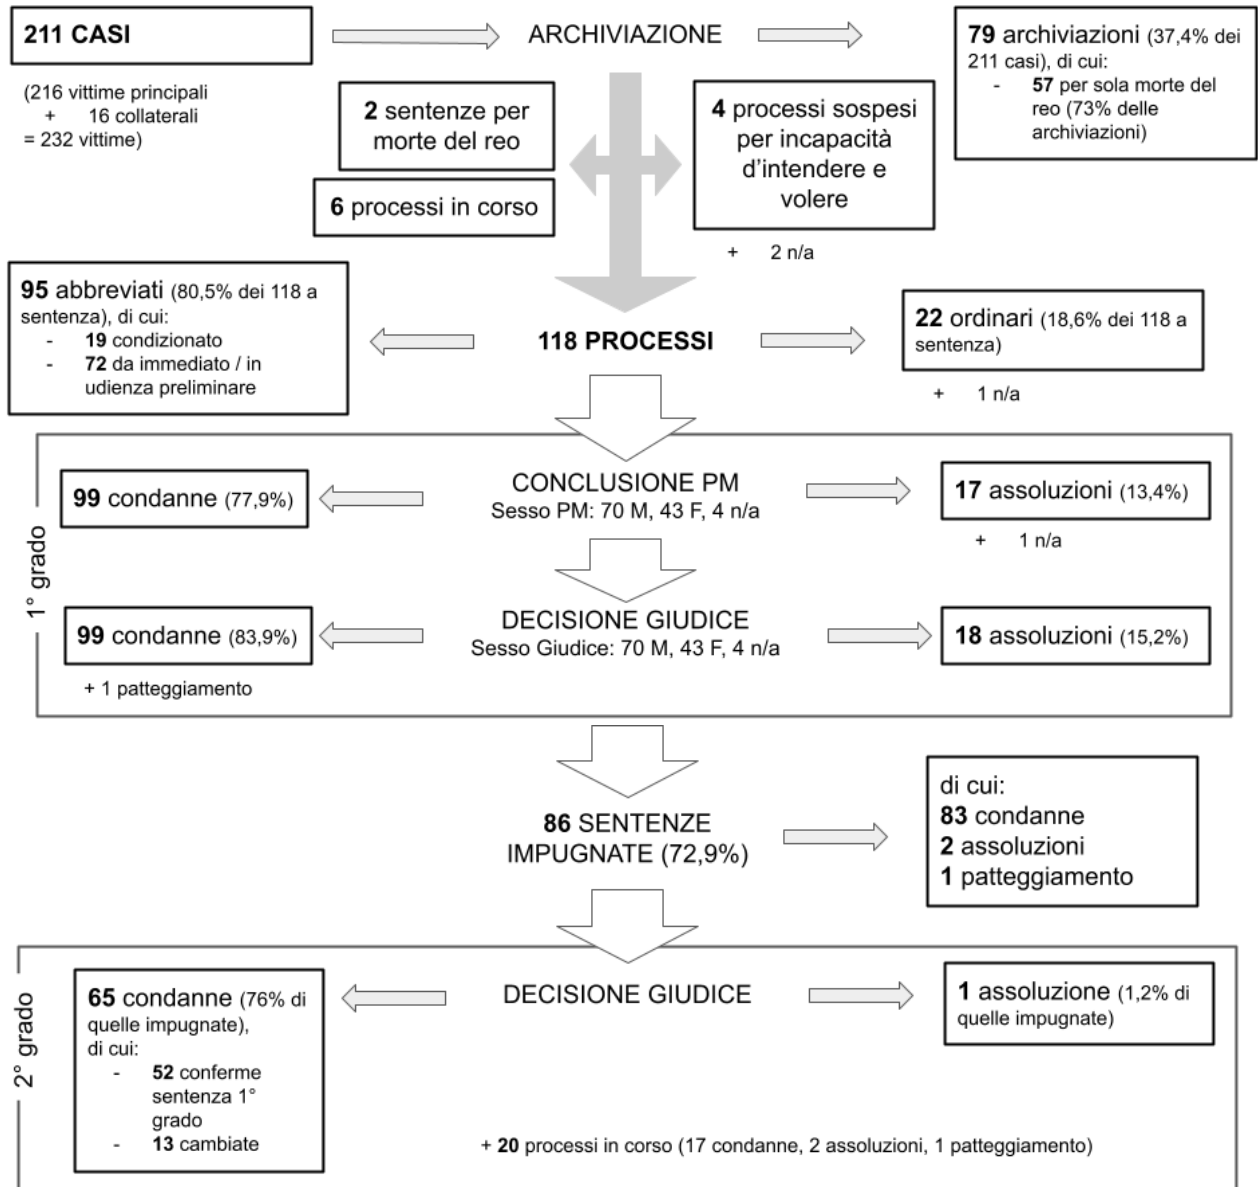 211 CASI
(216 vittime principali
+ 16 collaterali
= 232 vittime)
ARCHIVIAZIONE
79 archiviazioni (37,4% dei
211 casi), di cui:
- 57 per sola morte del
reo (73% delle
archiviazioni)
2 sentenze per
morte del reo
6 processi in corso
4 processi sospesi
per incapacità
d'intendere e
volere
+ 2 n/a
95 abbreviati (80,5% dei 118 a
sentenza), di cui:
- 19 condizionato
- 72 da immediato / in
udienza preliminare
118 PROCESSI
22 ordinari (18,6% dei 118 a
sentenza)
+ 1 n/a
1° grado
99 condanne (77,9%)
CONCLUSIONE PM
Sesso PM: 70 M, 43 F, 4 n/a
17 assoluzioni (13,4%)
+ 1 n/a
99 condanne (83,9%)
+ 1 patteggiamento
DECISIONE GIUDICE
Sesso Giudice: 70 M, 43 F, 4 n/a
18 assoluzioni (15,2%)
86 SENTENZE
IMPUGNATE (72,9%)
di cui:
83 condanne
2 assoluzioni
1 patteggiamento
2° grado
65 condanne (76% di
quelle impugnate),
di cui:
- 52 conferme
sentenza 1°
grado
- 13 cambiate
DECISIONE GIUDICE
1 assoluzione (1,2% di
quelle impugnate)
+ 20 processi in corso (17 condanne, 2 assoluzioni, 1 patteggiamento)